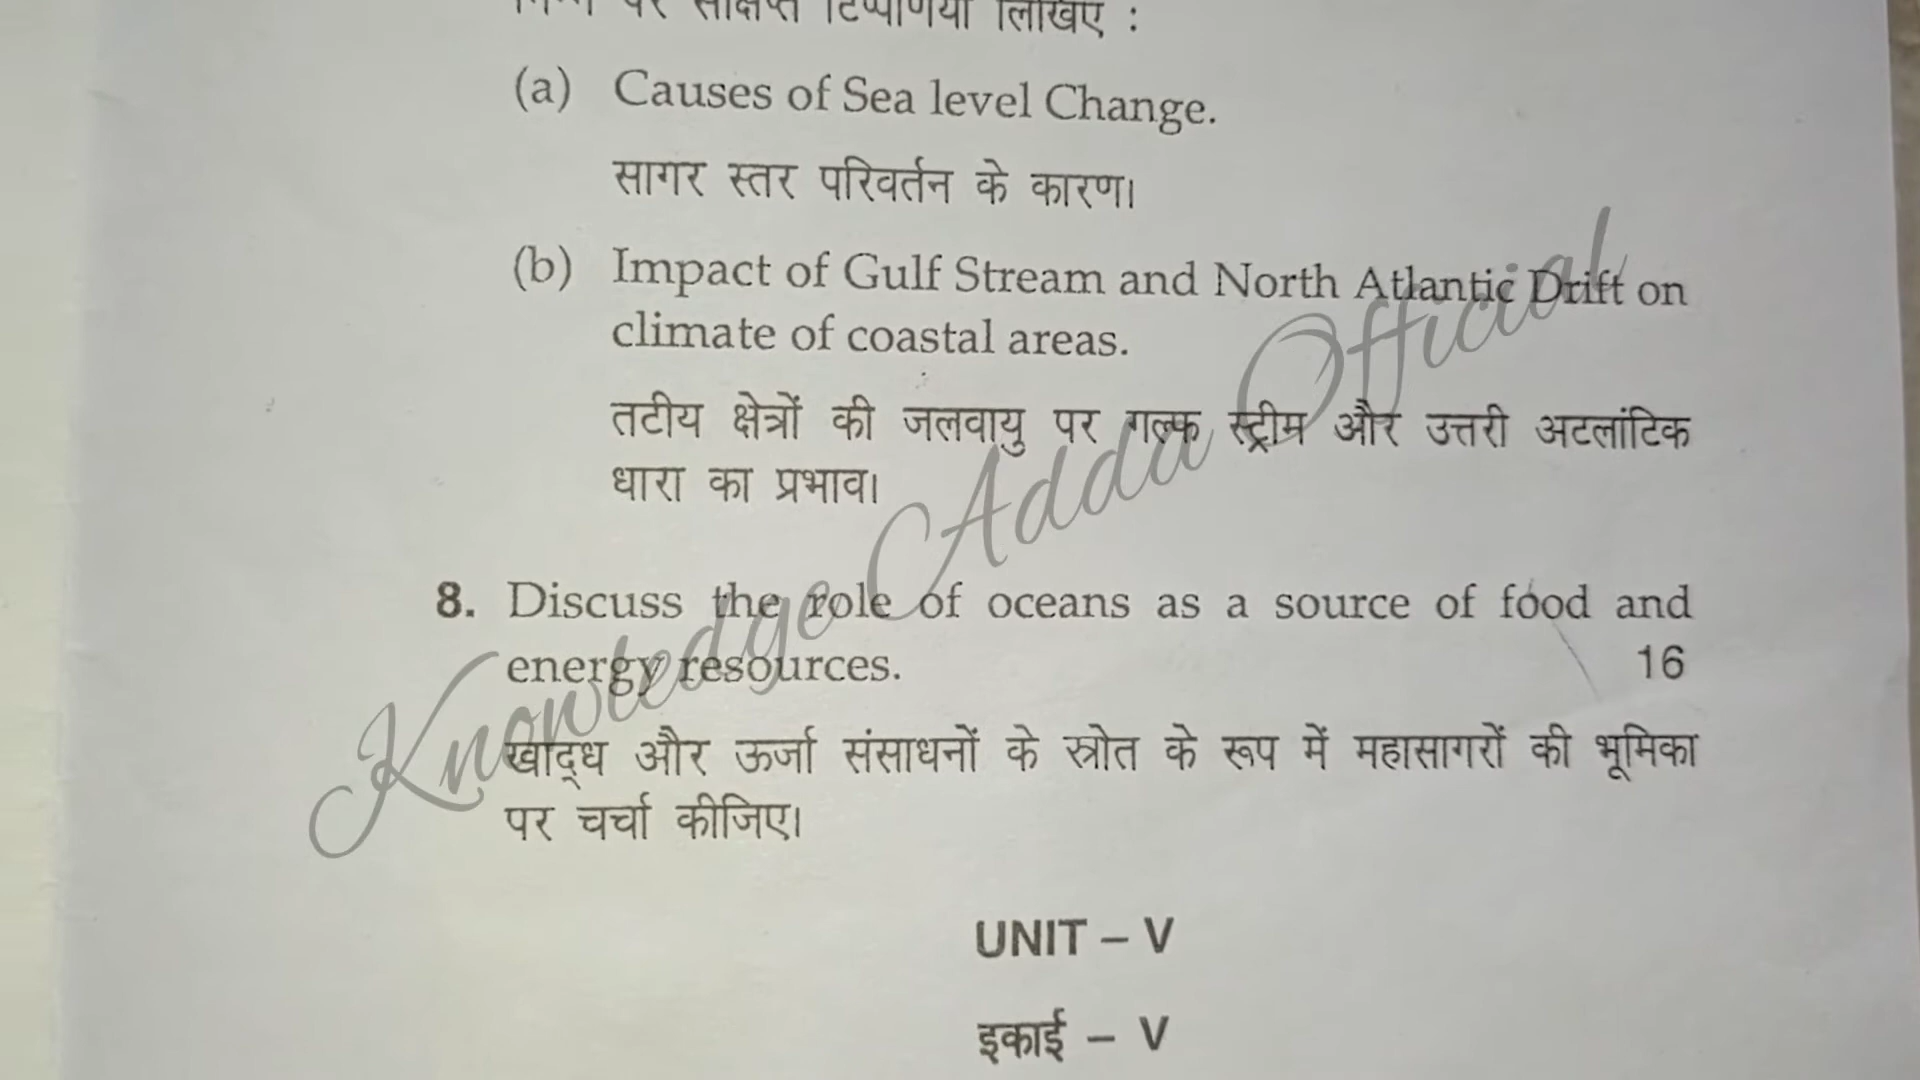 निम्न पर संक्षिप्त टिप्पणियाँ लिखिए :
(a) Causes of Sea level Change.
सागर स्तर परिवर्तन के कारण।
(b) Impact of Gulf Stream and North Atlantic Drift on
climate of coastal areas.
तटीय क्षेत्रों की जलवायु पर गल्फ स्ट्रीम और उत्तरी अटलांटिक
धारा का प्रभाव।
8. Discuss the role of oceans as a source of food and
energy resources. 16
खाद्ध और ऊर्जा संसाधनों के स्रोत के रूप में महासागरों की भूमिका
पर चर्चा कीजिए।
UNIT – V
इकाई – V
Knowledge Adda Official